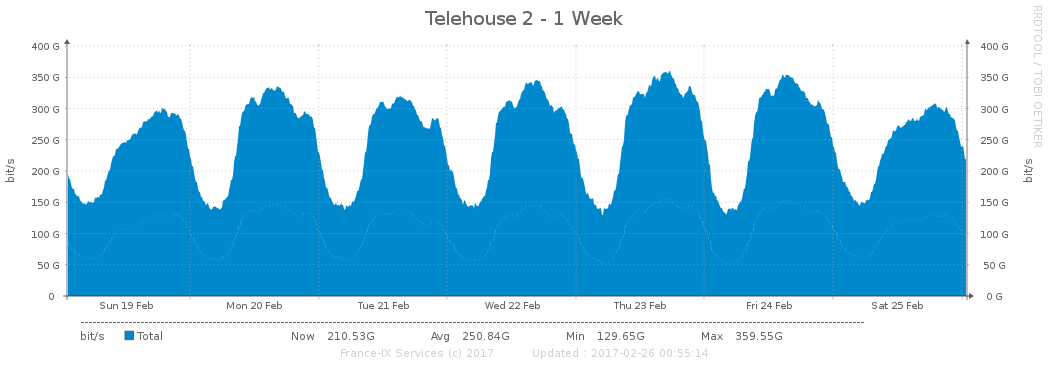 Telehouse 2 - 1 Week
RRDTOOL / TOBI OETIKER
400 G 400 G
350 G 350 G
300 G 300 G
250 G 250 G
200 G 200 G
150 G 150 G
100 G 100 G
50 G 50 G
0 0 G
bit/s
bit/s
Sun 19 Feb Mon 20 Feb Tue 21 Feb Wed 22 Feb Thu 23 Feb Fri 24 Feb Sat 25 Feb
bit/s Total Now 210.53G Avg 250.84G Min 129.65G Max 359.55G
France-IX Services (c) 2017 Updated : 2017-02-26 00:55:14